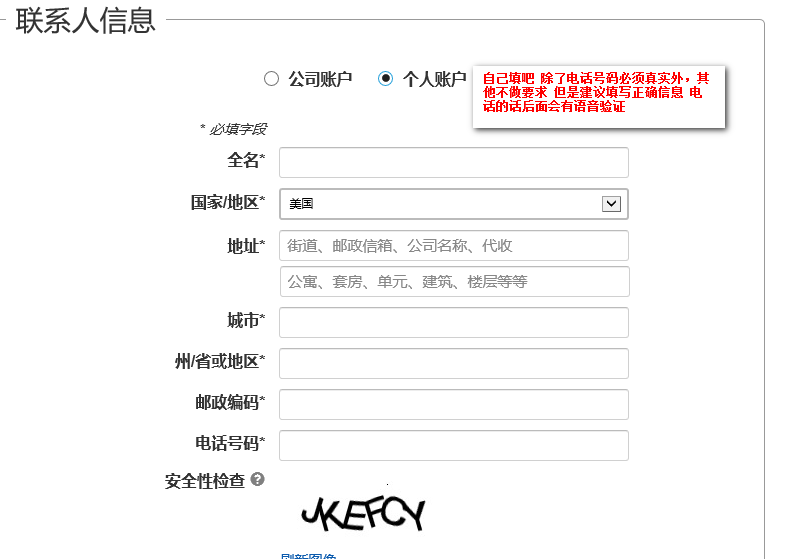 联系人信息
公司账户 个人账户
自己填吧 除了电话号码必须真实外，其
他不做要求 但是建议填写正确信息 电
话的话后面会有语音验证
* 必填字段
全名*
国家/地区* 美国
地址* 街道、邮政信箱、公司名称、代收
公寓、套房、单元、建筑、楼层等等
城市*
州/省或地区*
邮政编码*
电话号码*
安全性检查 ?
JKEFCY
刷新图像